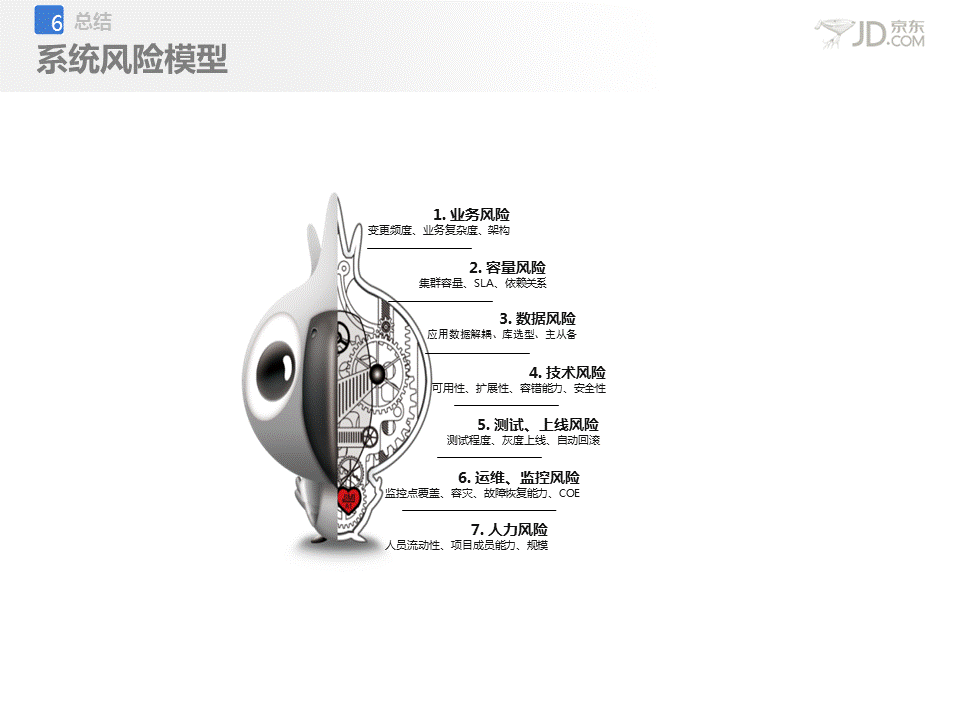 6 总结
系统风险模型
JD.COM 京东
1. 业务风险
变更频度、业务复杂度、架构
2. 容量风险
集群容量、SLA、依赖关系
3. 数据风险
应用数据解耦、库选型、主从备
4. 技术风险
可用性、扩展性、容错能力、安全性
5. 测试、上线风险
测试程度、灰度上线、自动回滚
6. 运维、监控风险
监控点覆盖、容灾、故障恢复能力、COE
7. 人力风险
人员流动性、项目成员能力、规模